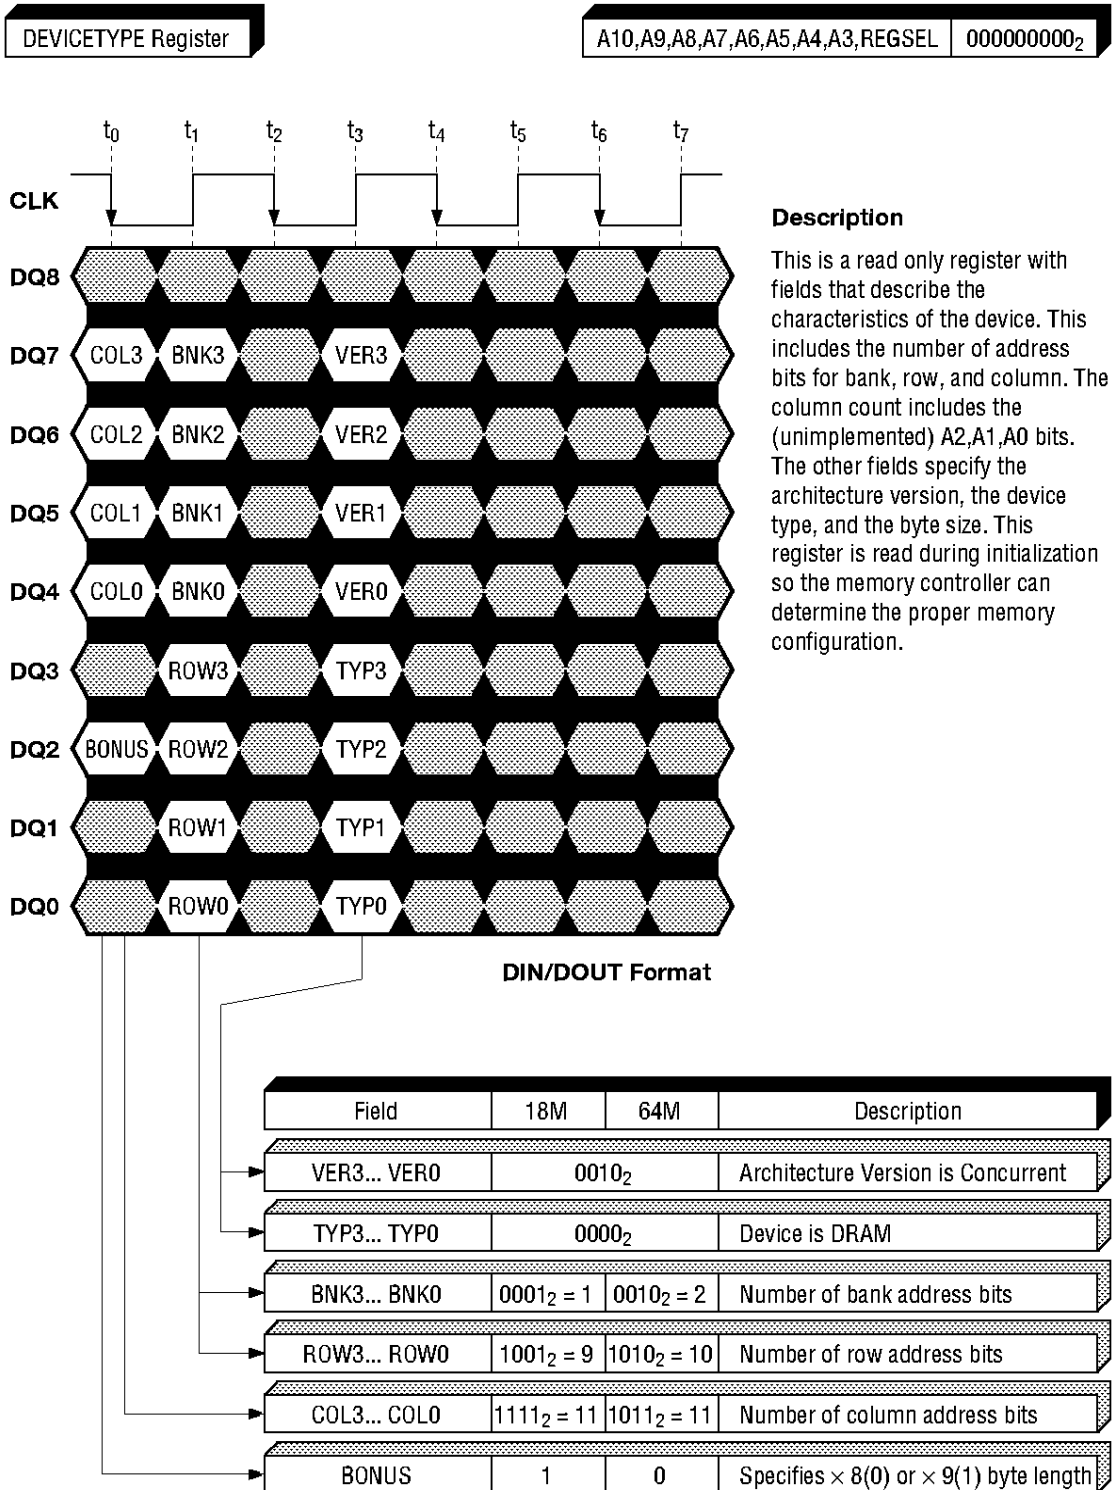 DEVICETYPE Register
A10,A9,A8,A7,A6,A5,A4,A3,REGSEL 000000000₂
t₀ t₁ t₂ t₃ t₄ t₅ t₆ t₇
CLK
DQ8
DQ7 COL3 BNK3 VER3
DQ6 COL2 BNK2 VER2
DQ5 COL1 BNK1 VER1
DQ4 COL0 BNK0 VER0
DQ3 ROW3 TYP3
DQ2 BONUS ROW2 TYP2
DQ1 ROW1 TYP1
DQ0 ROW0 TYP0
DIN/DOUT Format
Description
This is a read only register with
fields that describe the
characteristics of the device. This
includes the number of address
bits for bank, row, and column. The
column count includes the
(unimplemented) A2,A1,A0 bits.
The other fields specify the
architecture version, the device
type, and the byte size. This
register is read during initialization
so the memory controller can
determine the proper memory
configuration.
Field 18M 64M Description
VER3... VER0 0010₂ Architecture Version is Concurrent
TYP3... TYP0 0000₂ Device is DRAM
BNK3... BNK0 0001₂ = 1 0010₂ = 2 Number of bank address bits
ROW3... ROW0 1001₂ = 9 1010₂ = 10 Number of row address bits
COL3... COL0 1111₂ = 11 1011₂ = 11 Number of column address bits
BONUS 1 0 Specifies × 8(0) or × 9(1) byte length